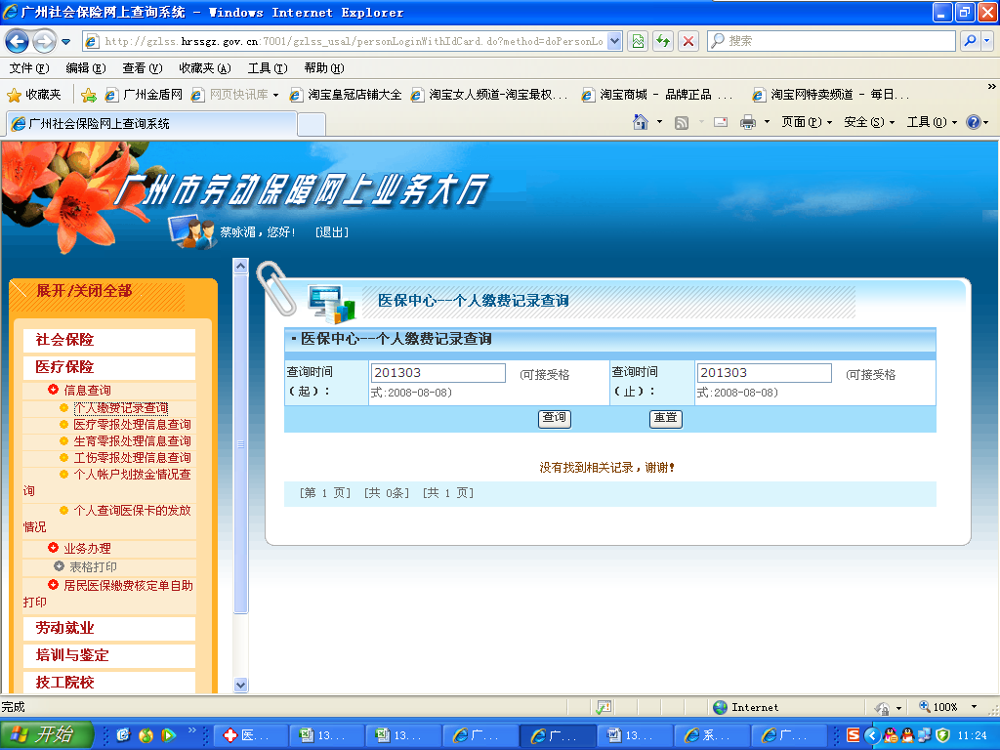 广州社会保险网上查询系统 - Windows Internet Explorer
http://gzlss.hrssgz.gov.cn:7001/gzlss_usal/personLoginWithIdCard.do?method=doPersonLo
搜索
文件(F) 编辑(E) 查看(V) 收藏夹(A) 工具(T) 帮助(H)
收藏夹 广州金盾网 网页快讯库 淘宝皇冠店铺大全 淘宝女人频道-淘宝最权... 淘宝商城 - 品牌正品 ... 淘宝网特卖频道 - 每日... »
广州社会保险网上查询系统
页面(P) 安全(S) 工具(O)
广州市劳动保障网上业务大厅
蔡咏湄，您好! [退出]
展开/关闭全部
社会保险
医疗保险
信息查询
个人缴费记录查询
医疗零报处理信息查询
生育零报处理信息查询
工伤零报处理信息查询
个人帐户划拨金情况查
询
个人查询医保卡的发放
情况
业务办理
表格打印
居民医保缴费核定单自助
打印
劳动就业
培训与鉴定
技工院校
医保中心--个人缴费记录查询
医保中心--个人缴费记录查询
查询时间 201303 (可接受格 查询时间 201303 (可接受格
（起）： 式:2008-08-08) （止）： 式:2008-08-08)
查询 重置
没有找到相关记录，谢谢!
[第 1 页] [共 0条] [共 1 页]
完成 Internet 100%
开始 » 医... 13... 13... 广... 广... 13... 系... 广... 11:24